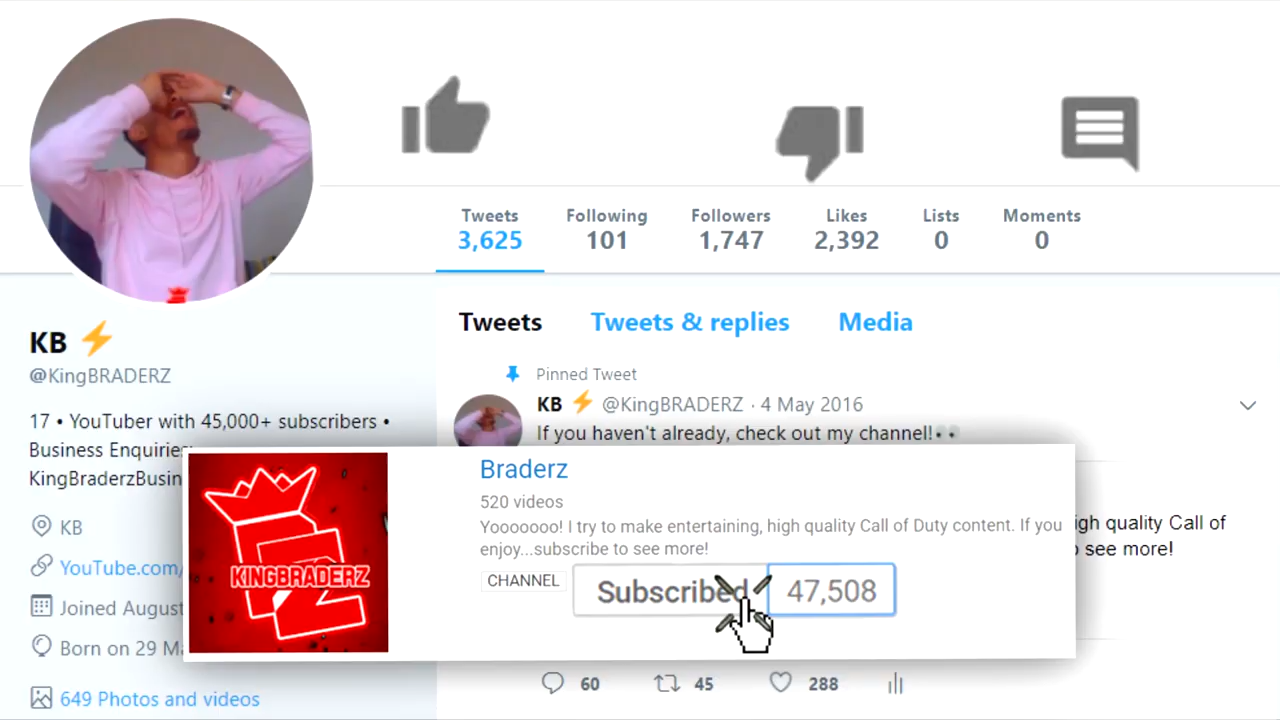 Tweets Following Followers Likes Lists Moments
3,625 101 1,747 2,392 0 0
Tweets Tweets & replies Media
Pinned Tweet
KB ⚡ @KingBRADERZ · 4 May 2016
If you haven't already, check out my channel!👀
KB ⚡
@KingBRADERZ
17 • YouTuber with 45,000+ subscribers •
Business Enquiries
KingBraderzBusin
KB
YouTube.com/
Joined August
Born on 29 Ma
649 Photos and videos
KINGBRADERZ
Braderz
520 videos
Yooooooo! I try to make entertaining, high quality Call of Duty content. If you
enjoy...subscribe to see more!
CHANNEL
Subscribed 47,508
igh quality Call of
see more!
60 45 288